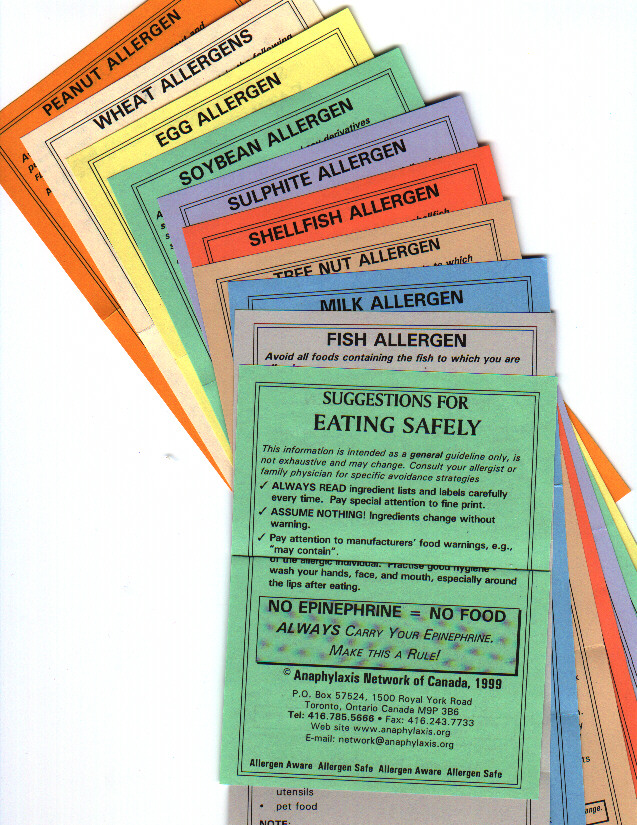 PEANUT ALLERGEN
WHEAT ALLERGENS
the following
EGG ALLERGEN
SOYBEAN ALLERGEN
derivatives
SULPHITE ALLERGEN
SHELLFISH ALLERGEN
shellfish
TREE NUT ALLERGEN
to which
MILK ALLERGEN
FISH ALLERGEN
Avoid all foods containing the fish to which you are
SUGGESTIONS FOR
EATING SAFELY
This information is intended as a general guideline only, is
not exhaustive and may change. Consult your allergist or
family physician for specific avoidance strategies
✓ ALWAYS READ ingredient lists and labels carefully
every time. Pay special attention to fine print.
✓ ASSUME NOTHING! Ingredients change without
warning.
✓ Pay attention to manufacturers' food warnings, e.g.,
"may contain".
of the allergic individual. Practise good hygiene -
wash your hands, face, and mouth, especially around
the lips after eating.
NO EPINEPHRINE = NO FOOD
ALWAYS CARRY YOUR EPINEPHRINE.
MAKE THIS A RULE!
© Anaphylaxis Network of Canada, 1999
P.O. Box 57524, 1500 Royal York Road
Toronto, Ontario Canada M9P 3B6
Tel: 416.785.5666 • Fax: 416.243.7733
Web site www.anaphylaxis.org
E-mail: network@anaphylaxis.org
Allergen Aware Allergen Safe Allergen Aware Allergen Safe
utensils
• pet food
NOTE: